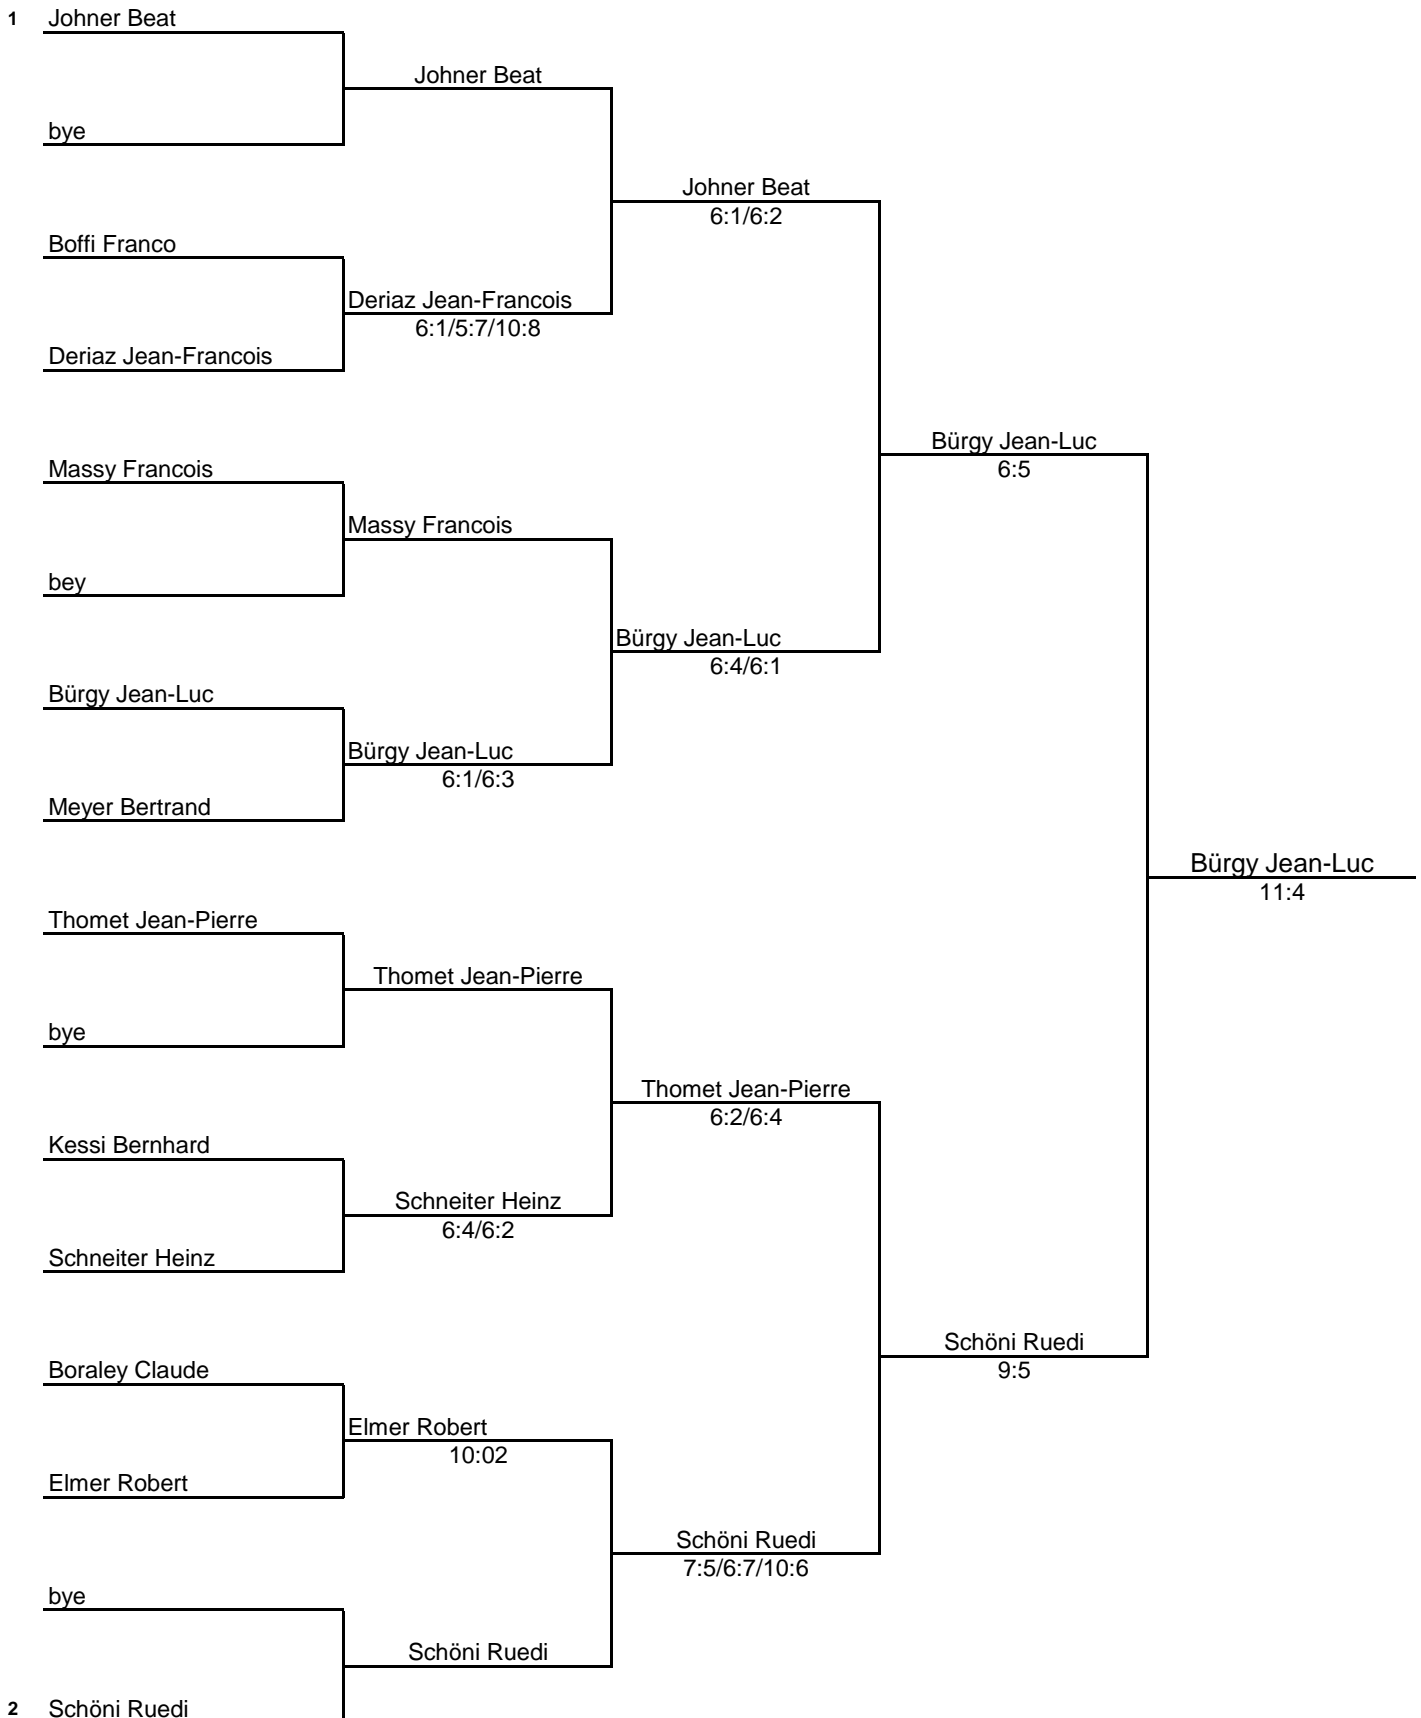 1 Johner Beat
Johner Beat
bye
Johner Beat
6:1/6:2
Boffi Franco
Deriaz Jean-Francois
6:1/5:7/10:8
Deriaz Jean-Francois
Bürgy Jean-Luc
6:5
Massy Francois
Massy Francois
bey
Bürgy Jean-Luc
6:4/6:1
Bürgy Jean-Luc
Bürgy Jean-Luc
6:1/6:3
Meyer Bertrand
Bürgy Jean-Luc
11:4
Thomet Jean-Pierre
Thomet Jean-Pierre
bye
Thomet Jean-Pierre
6:2/6:4
Kessi Bernhard
Schneiter Heinz
6:4/6:2
Schneiter Heinz
Schöni Ruedi
9:5
Boraley Claude
Elmer Robert
10:02
Elmer Robert
Schöni Ruedi
7:5/6:7/10:6
bye
Schöni Ruedi
2 Schöni Ruedi